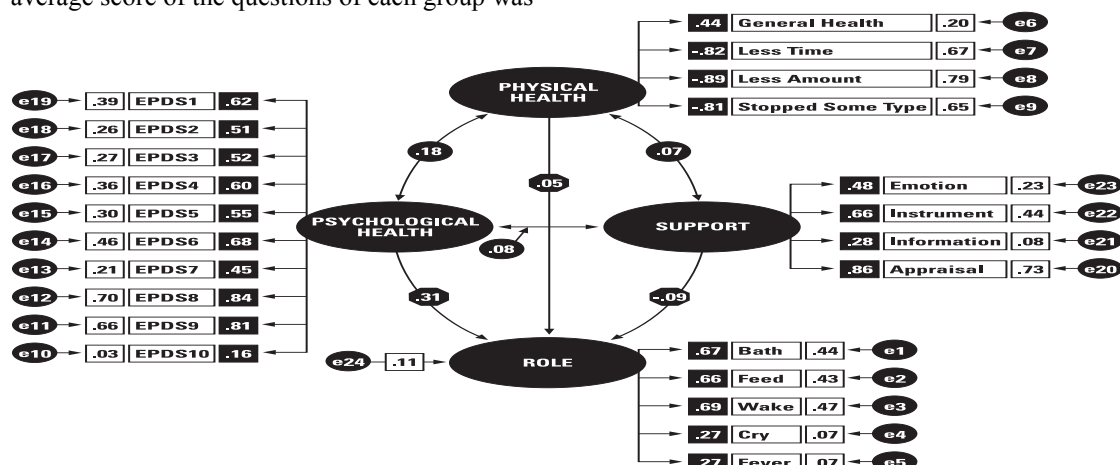 average score of the questions of each group was
.44 General Health .20 e6
-.82 Less Time .67 e7
-.89 Less Amount .79 e8
-.81 Stopped Some Type .65 e9
PHYSICAL
HEALTH
e19 .39 EPDS1 .62
e18 .26 EPDS2 .51
e17 .27 EPDS3 .52
e16 .36 EPDS4 .60
e15 .30 EPDS5 .55
e14 .46 EPDS6 .68
e13 .21 EPDS7 .45
e12 .70 EPDS8 .84
e11 .66 EPDS9 .81
e10 .03 EPDS10 .16
.18
.07
.05
PSYCHOLOGICAL
HEALTH
.08
SUPPORT
.48 Emotion .23 e23
.66 Instrument .44 e22
.28 Information .08 e21
.86 Appraisal .73 e20
.31
-.09
e24 .11
ROLE
.67 Bath .44 e1
.66 Feed .43 e2
.69 Wake .47 e3
.27 Cry .07 e4
.27 Fever .07 e5